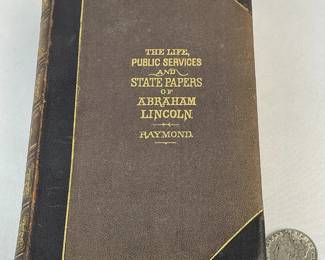 THE LIFE,
PUBLIC SERVICES
AND
STATE PAPERS
OF
ABRAHAM
LINCOLN.
RAYMOND.